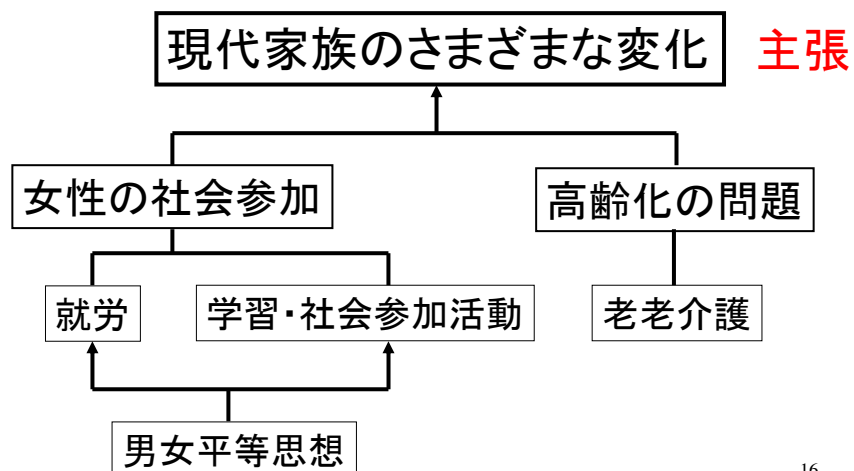 現代家族のさまざまな変化 主張
女性の社会参加 高齢化の問題
就労 学習・社会参加活動 老老介護
男女平等思想
16